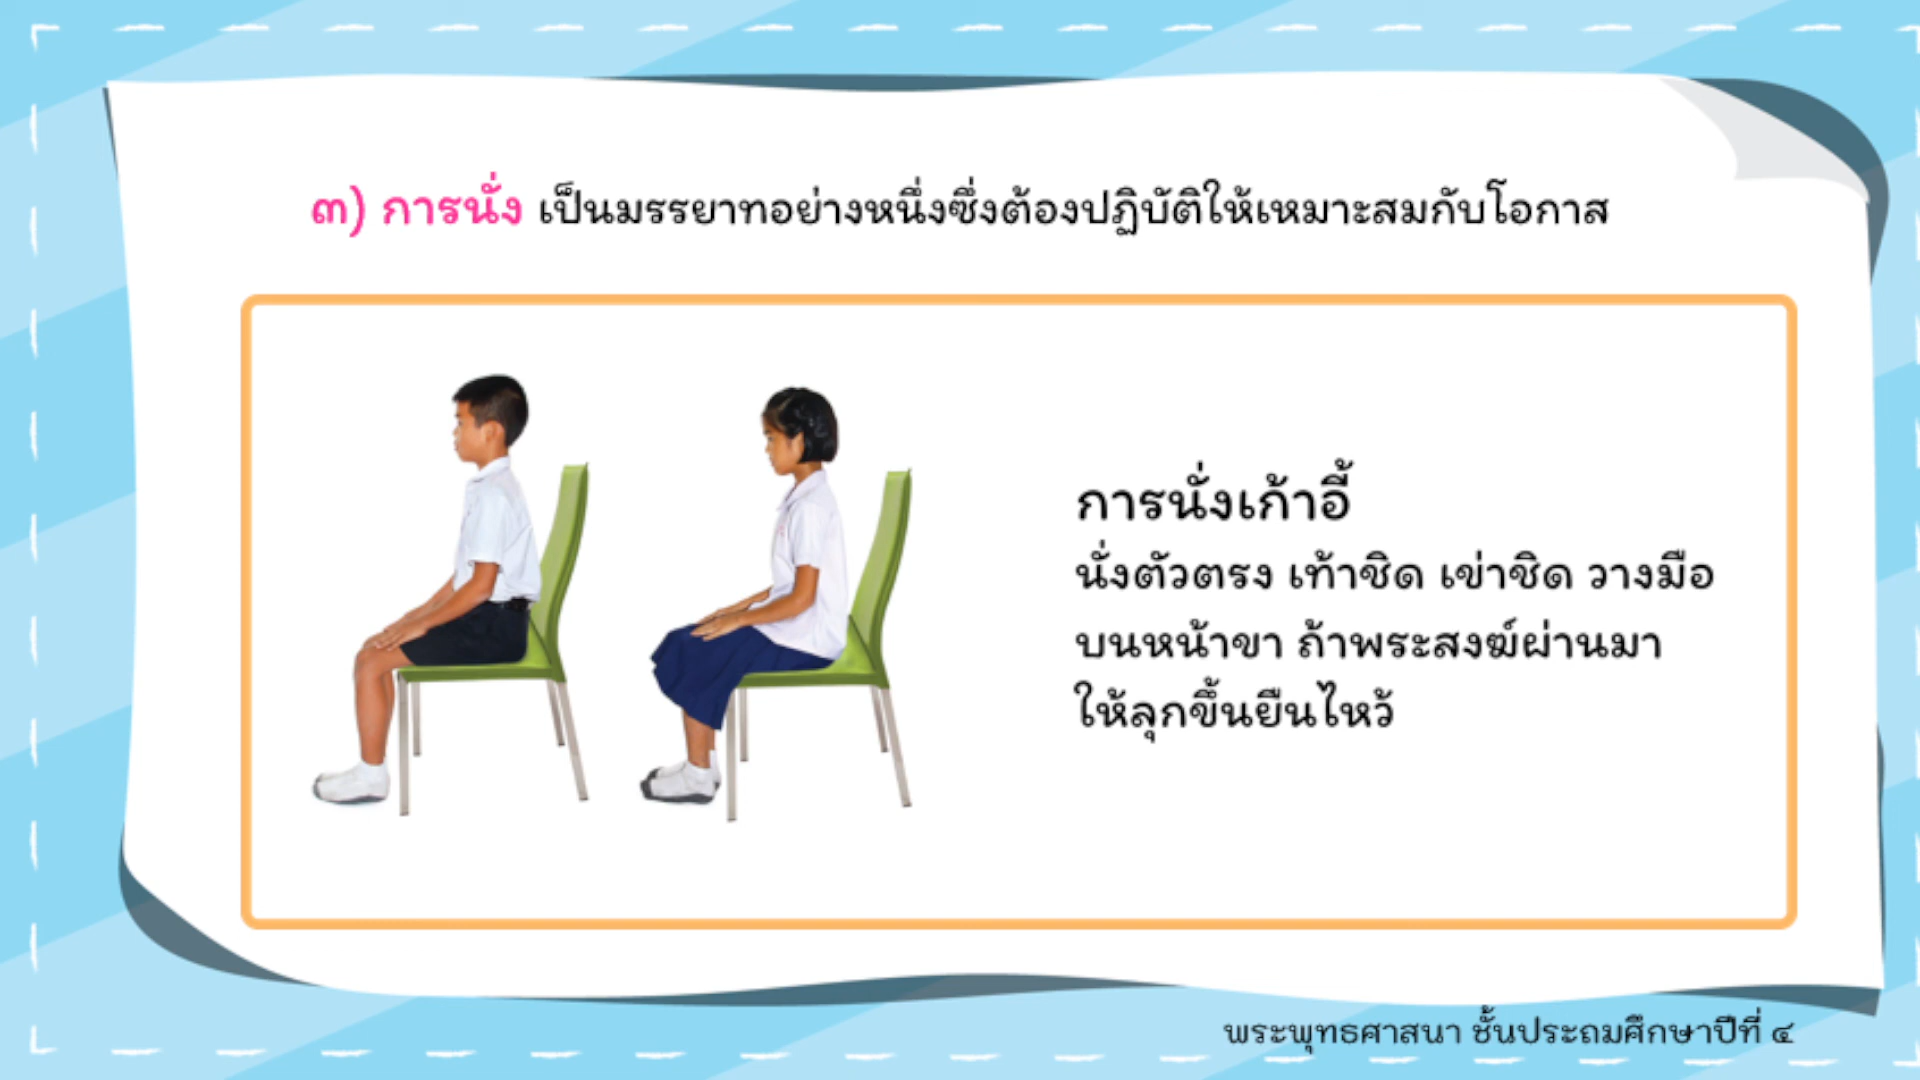 ๓) การนั่ง เป็นมรรยาทอย่างหนึ่งซึ่งต้องปฏิบัติให้เหมาะสมกับโอกาส
การนั่งเก้าอี้
นั่งตัวตรง เท้าชิด เข่าชิด วางมือ
บนหน้าขา ถ้าพระสงฆ์ผ่านมา
ให้ลุกขึ้นยืนไหว้
พระพุทธศาสนา ชั้นประถมศึกษาปีที่ ๔